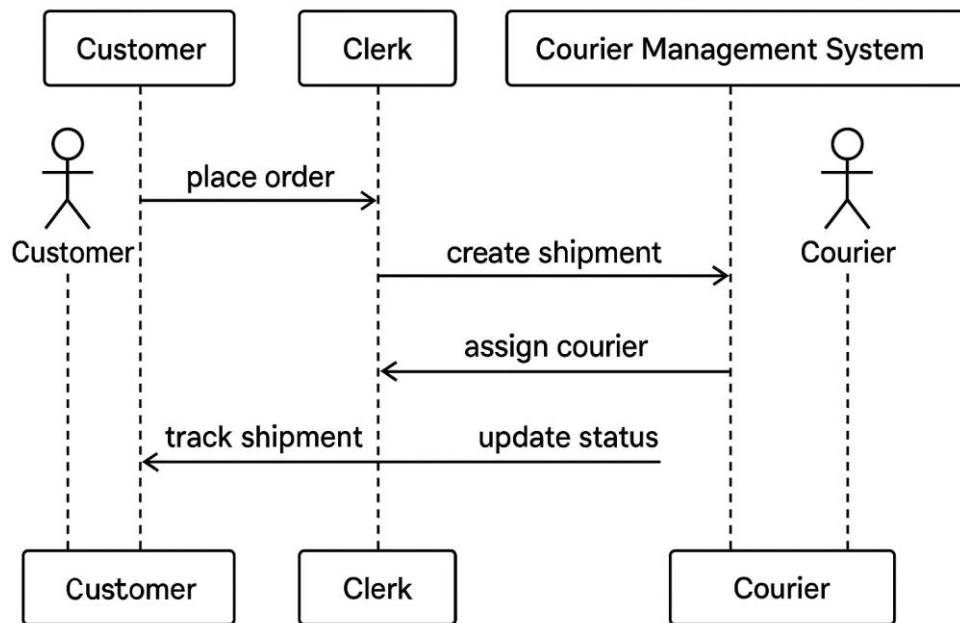 Customer
Clerk
Courier Management System
place order
Customer
Courier
create shipment
assign courier
track shipment
update status
Customer
Clerk
Courier